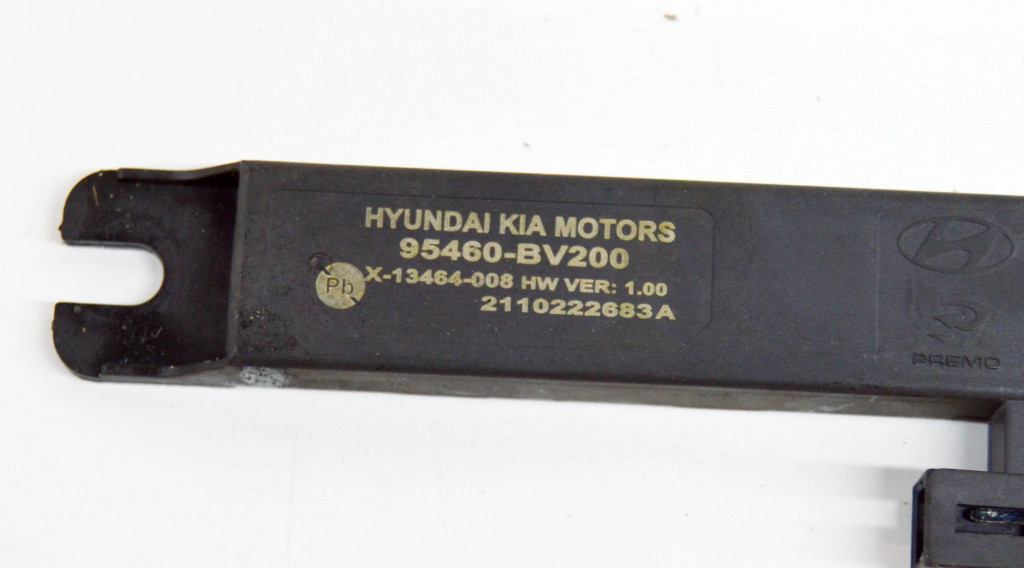 HYUNDAI KIA MOTORS
95460-BV200
Pb
X-13464-008 HW VER: 1.00
2110222683A
PREMO